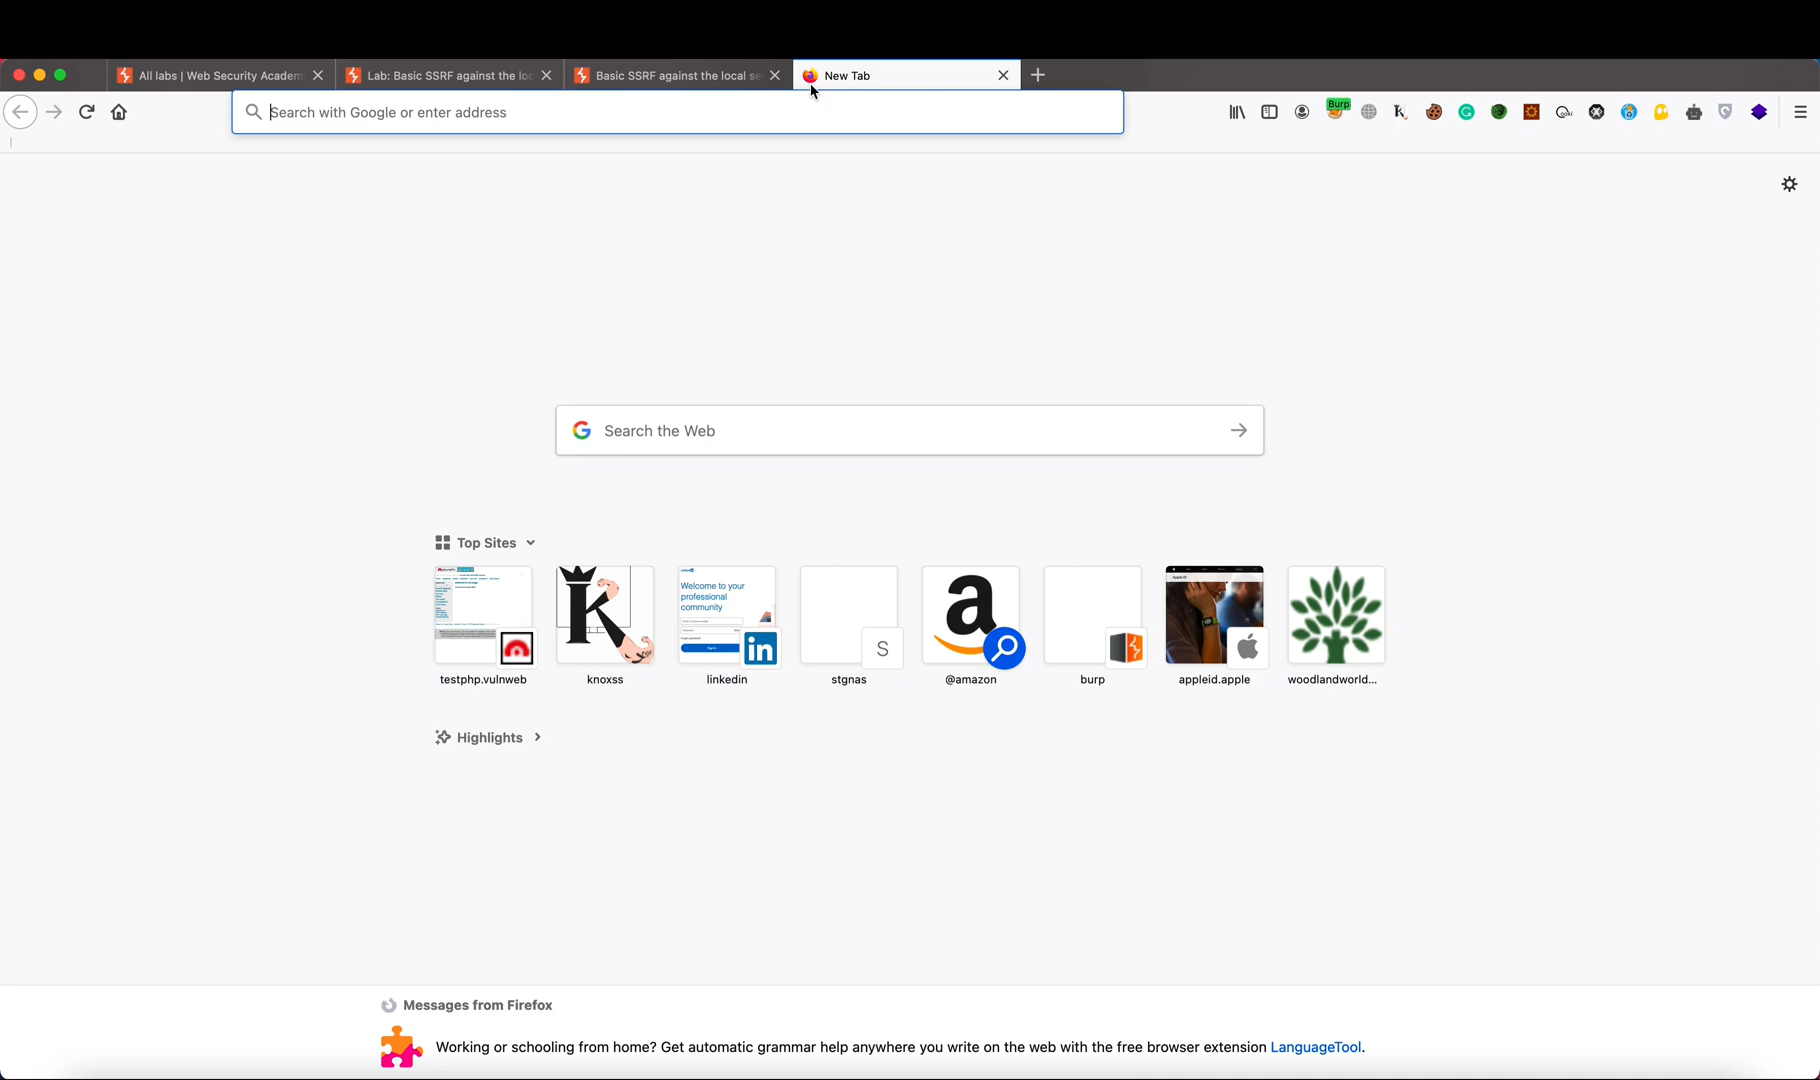 All labs | Web Security Academ
Lab: Basic SSRF against the loc
Basic SSRF against the local se
New Tab
Search with Google or enter address
Burp
Search the Web
Top Sites
Welcome to your
professional
community
S
testphp.vulnweb
knoxss
linkedin
stgnas
@amazon
burp
appleid.apple
woodlandworld...
Highlights
Messages from Firefox
Working or schooling from home? Get automatic grammar help anywhere you write on the web with the free browser extension LanguageTool.